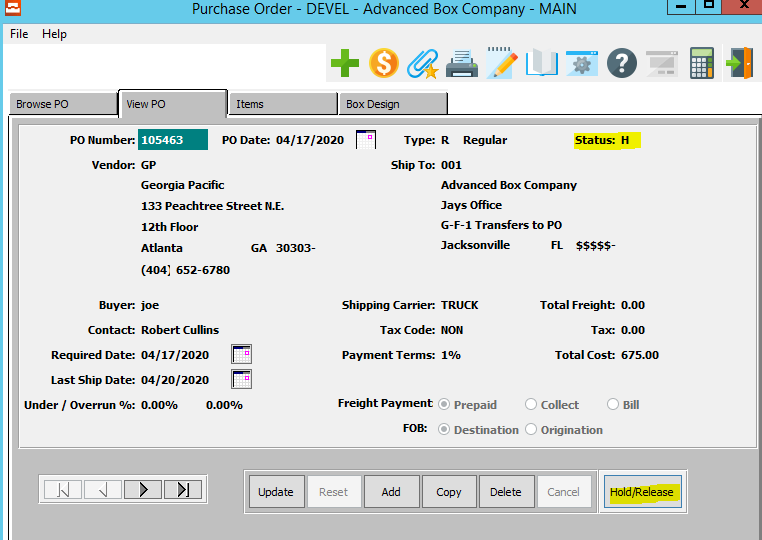 Purchase Order - DEVEL - Advanced Box Company - MAIN
File Help
Browse PO View PO Items Box Design
PO Number: 105463 PO Date: 04/17/2020 Type: R Regular Status: H
Vendor: GP Ship To: 001
Georgia Pacific Advanced Box Company
133 Peachtree Street N.E. Jays Office
12th Floor G-F-1 Transfers to PO
Atlanta GA 30303- Jacksonville FL $$$$$-
(404) 652-6780
Buyer: joe Shipping Carrier: TRUCK Total Freight: 0.00
Contact: Robert Cullins Tax Code: NON Tax: 0.00
Required Date: 04/17/2020 Payment Terms: 1% Total Cost: 675.00
Last Ship Date: 04/20/2020
Under / Overrun %: 0.00% 0.00% Freight Payment Prepaid Collect Bill
FOB: Destination Origination
Update Reset Add Copy Delete Cancel Hold/Release